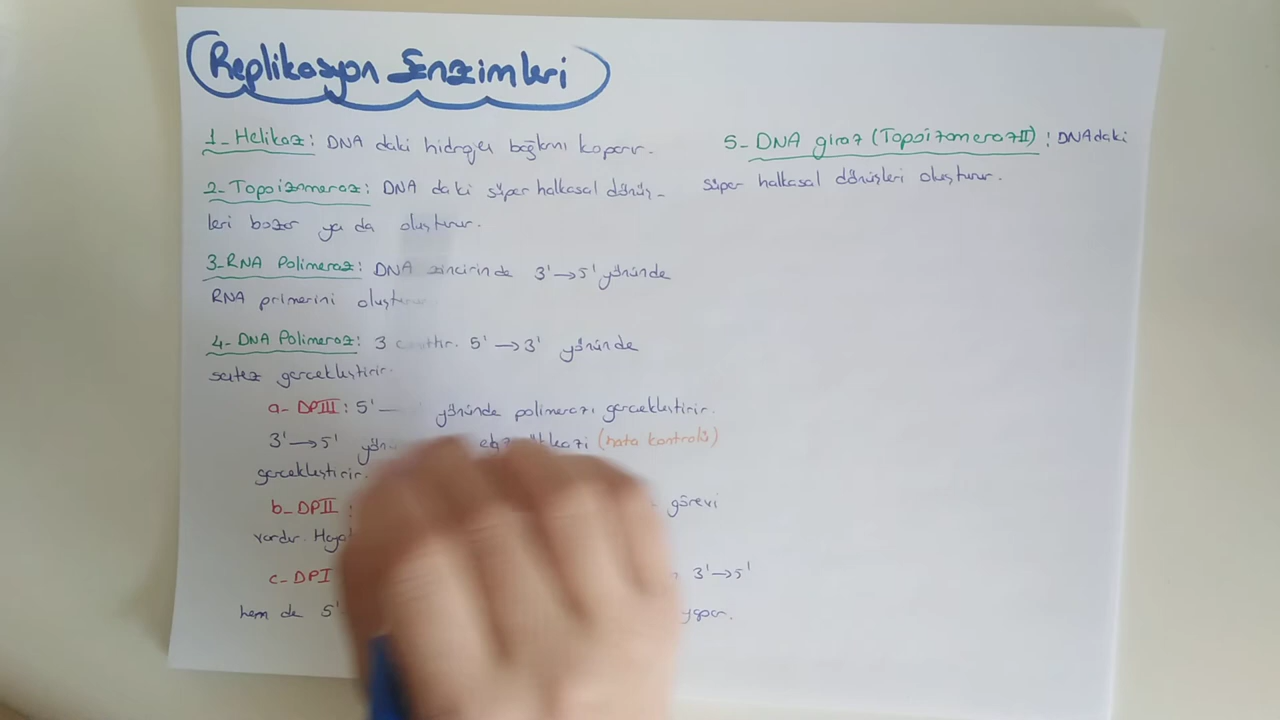 Replikasyon Enzimleri
1- Helikaz: DNA daki hidrojen bağlarını koparır.
2- Topoizomeraz: DNA daki süper halkasal dönüş-
leri bozar ya da oluşturur.
3- RNA Polimeraz: DNA zincirinde 3'→5' yönünde
RNA primerini oluşturur
4- DNA Polimeraz: 3 5'→3' yönünde
sentez gerçekleştirir.
a- DPIII: 5'— yönünde polimerazı gerçekleştirir.
3'→5' (hata kontrolü)
gerçekleştirir.
b- DPII: görevi
vardır.
c- DPI 3'→5'
hem de 5' yapar.
5- DNA giraz (Topoizomeraz II): DNA daki
süper halkasal dönüşleri oluşturur.